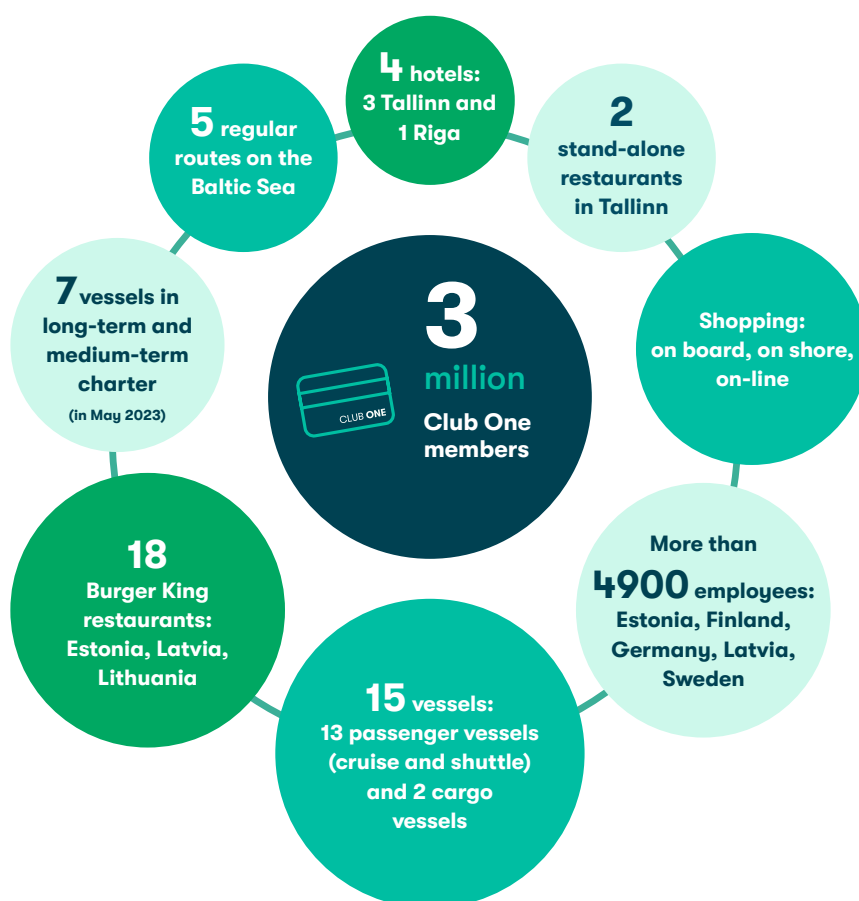 4 hotels:
3 Tallinn and
1 Riga
2
stand-alone
restaurants
in Tallinn
Shopping:
on board, on shore,
on-line
More than
4900 employees:
Estonia, Finland,
Germany, Latvia,
Sweden
15 vessels:
13 passenger vessels
(cruise and shuttle)
and 2 cargo
vessels
18
Burger King
restaurants:
Estonia, Latvia,
Lithuania
7 vessels in
long-term and
medium-term
charter
(in May 2023)
5 regular
routes on the
Baltic Sea
3
million
Club One
members
CLUB ONE